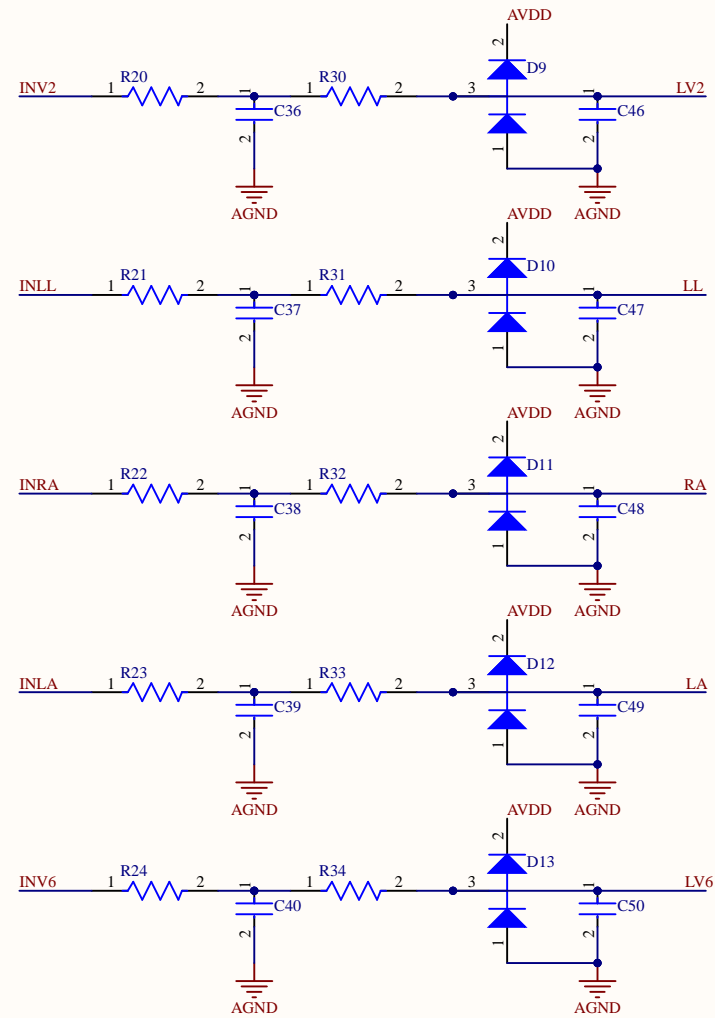 AVDD
2
D9
INV2 1 R20 2 1 1 R30 2 3 1 LV2
C36 C46
2 1 2
AGND AGND
AVDD
2
D10
INLL 1 R21 2 1 1 R31 2 3 1 LL
C37 C47
2 1 2
AGND AGND
AVDD
2
D11
INRA 1 R22 2 1 1 R32 2 3 1 RA
C38 C48
2 1 2
AGND AGND
AVDD
2
D12
INLA 1 R23 2 1 1 R33 2 3 1 LA
C39 C49
2 1 2
AGND AGND
AVDD
2
D13
INV6 1 R24 2 1 1 R34 2 3 1 LV6
C40 C50
2 1 2
AGND AGND